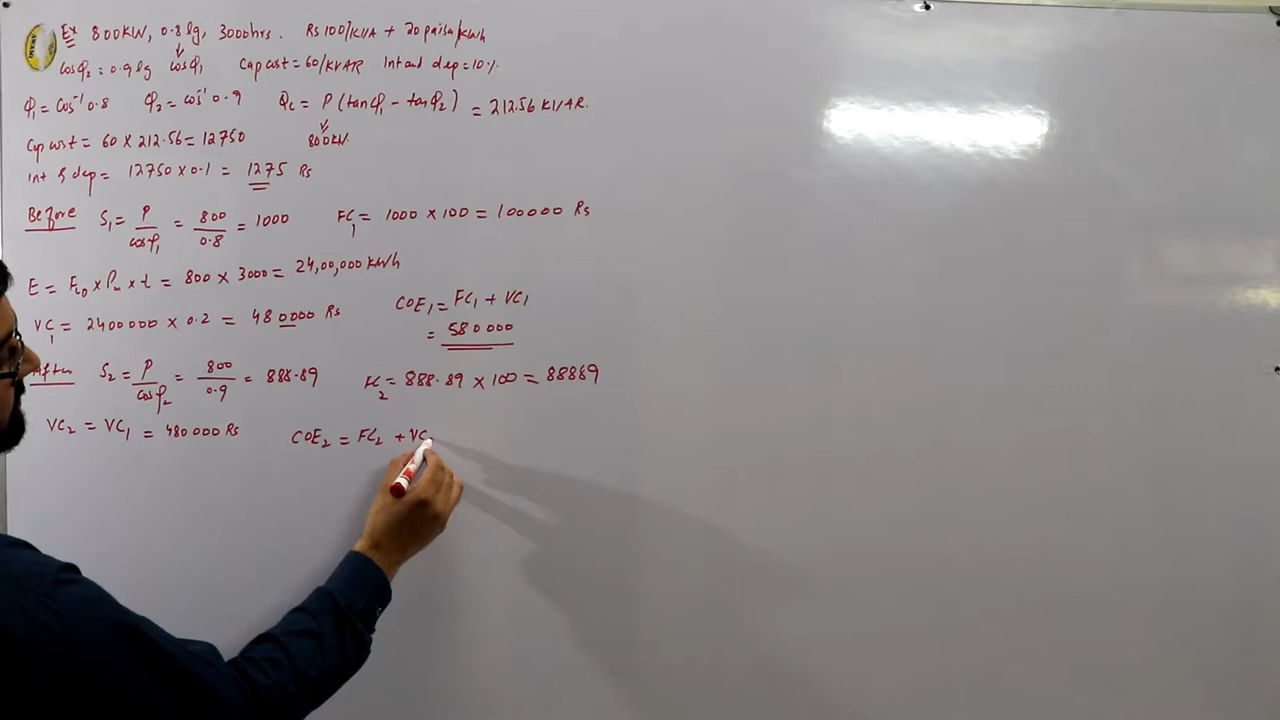 Ex 800KW, 0.8 lg, 3000hrs. Rs 100/KVA + 20 paisa/kwh
cosφ₂ = 0.9 lg cosφ₁ Cap cost = 60/KVAR Int and dep = 10%.
φ₁ = cos⁻¹ 0.8 φ₂ = cos⁻¹ 0.9 Qc = P (tanφ₁ - tanφ₂) = 212.56 KVAR.
Cap cost = 60 × 212.56 = 12750 800KW.
Int & dep = 12750 × 0.1 = 1275 Rs
Before S₁ = P/cosφ₁ = 800/0.8 = 1000 FC₁ = 1000 × 100 = 100000 Rs
E = × Pₙ × t = 800 × 3000 = 24,00,000 kwh
VC₁ = 2400000 × 0.2 = 480000 Rs COE₁ = FC₁ + VC₁
= 580000
After S₂ = P/cosφ₂ = 800/0.9 = 888.89 FC₂ = 888.89 × 100 = 88889
VC₂ = VC₁ = 480000 Rs COE₂ = FC₂ + VC